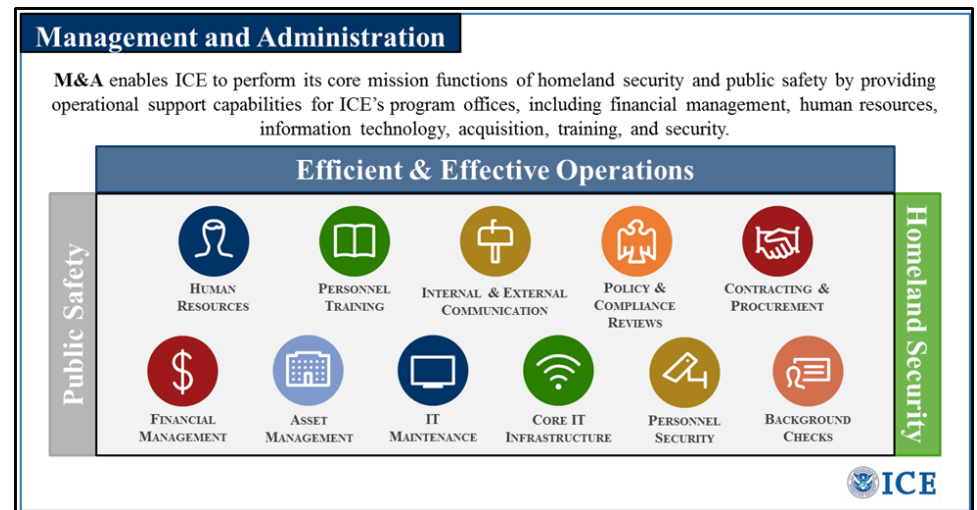 Management and Administration
M&A enables ICE to perform its core mission functions of homeland security and public safety by providing
operational support capabilities for ICE's program offices, including financial management, human resources,
information technology, acquisition, training, and security.
Efficient & Effective Operations
Public Safety
HUMAN
RESOURCES
PERSONNEL
TRAINING
INTERNAL & EXTERNAL
COMMUNICATION
POLICY &
COMPLIANCE
REVIEWS
CONTRACTING &
PROCUREMENT
FINANCIAL
MANAGEMENT
ASSET
MANAGEMENT
IT
MAINTENANCE
CORE IT
INFRASTRUCTURE
PERSONNEL
SECURITY
BACKGROUND
CHECKS
Homeland Security
ICE